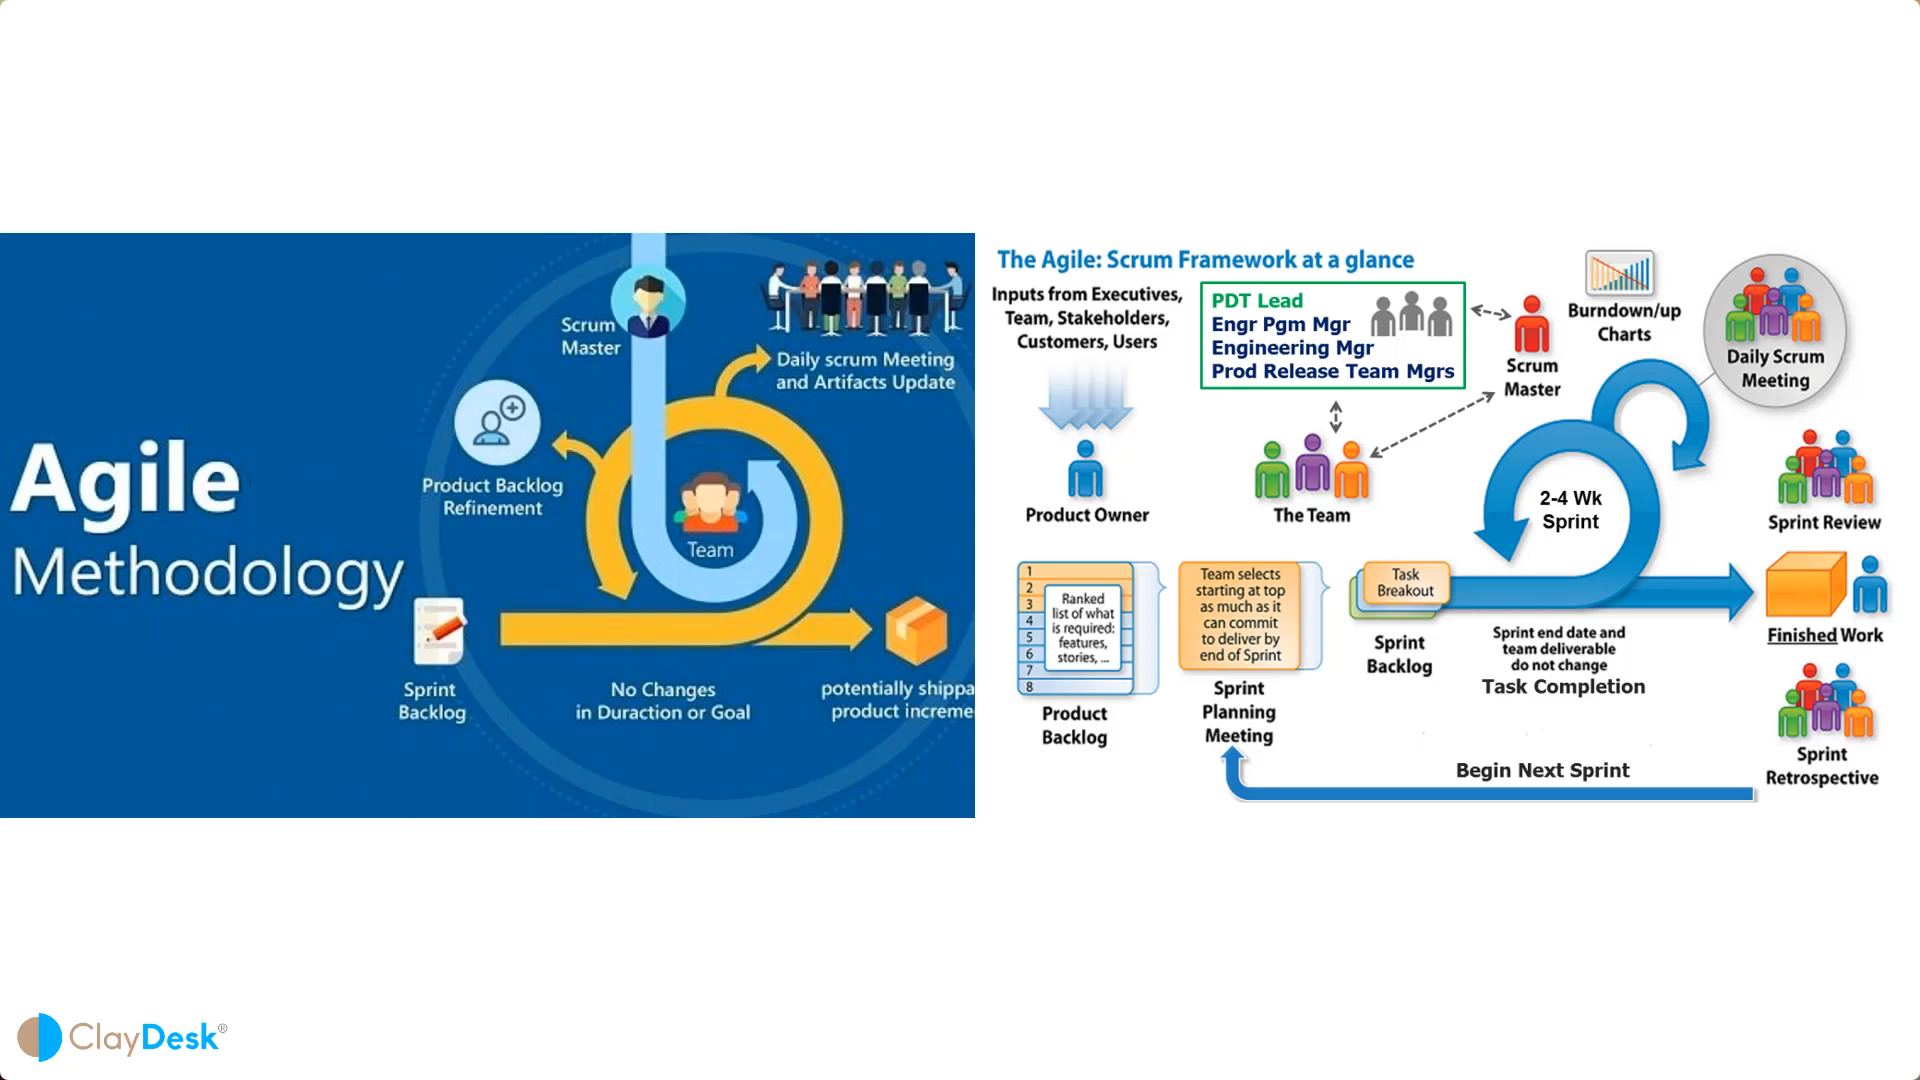 Agile
Methodology
Scrum
Master
Daily scrum Meeting
and Artifacts Update
Product Backlog
Refinement
Team
Sprint
Backlog
No Changes
in Duraction or Goal
potentially shippa
product increme
The Agile: Scrum Framework at a glance
Inputs from Executives,
Team, Stakeholders,
Customers, Users
PDT Lead
Engr Pgm Mgr
Engineering Mgr
Prod Release Team Mgrs
Scrum
Master
Burndown/up
Charts
Daily Scrum
Meeting
Product Owner
The Team
2-4 Wk
Sprint
Sprint Review
1
2
3
4
5
6
7
8
Ranked
list of what
is required:
features,
stories, ...
Product
Backlog
Team selects
starting at top
as much as it
can commit
to deliver by
end of Sprint
Sprint
Planning
Meeting
Task
Breakout
Sprint
Backlog
Sprint end date and
team deliverable
do not change
Task Completion
Finished Work
Sprint
Retrospective
Begin Next Sprint
ClayDesk®